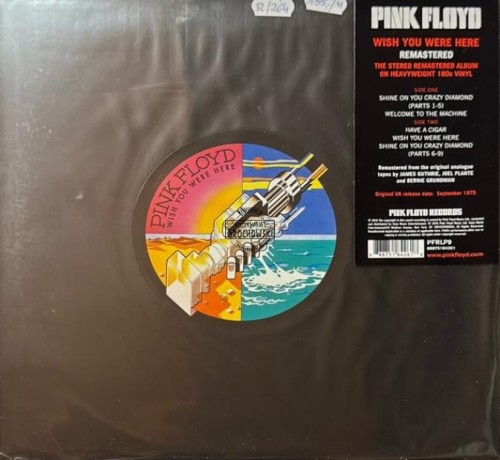 R/264
PINK FLOYD
WISH YOU WERE HERE
REMASTERED
THE STEREO REMASTERED ALBUM
ON HEAVYWEIGHT 180G VINYL
SIDE ONE
SHINE ON YOU CRAZY DIAMOND
(PARTS 1-5)
WELCOME TO THE MACHINE
SIDE TWO
HAVE A CIGAR
WISH YOU WERE HERE
SHINE ON YOU CRAZY DIAMOND
(PARTS 6-9)
Remastered from the original analogue
tapes by JAMES GUTHRIE, JOEL PLANTE
and BERNIE GRUNDMAN
Original UK release date: September 1975
PINK FLOYD RECORDS
PFRLP9
www.pinkfloyd.com
PINK FLOYD
WISH YOU WERE HERE